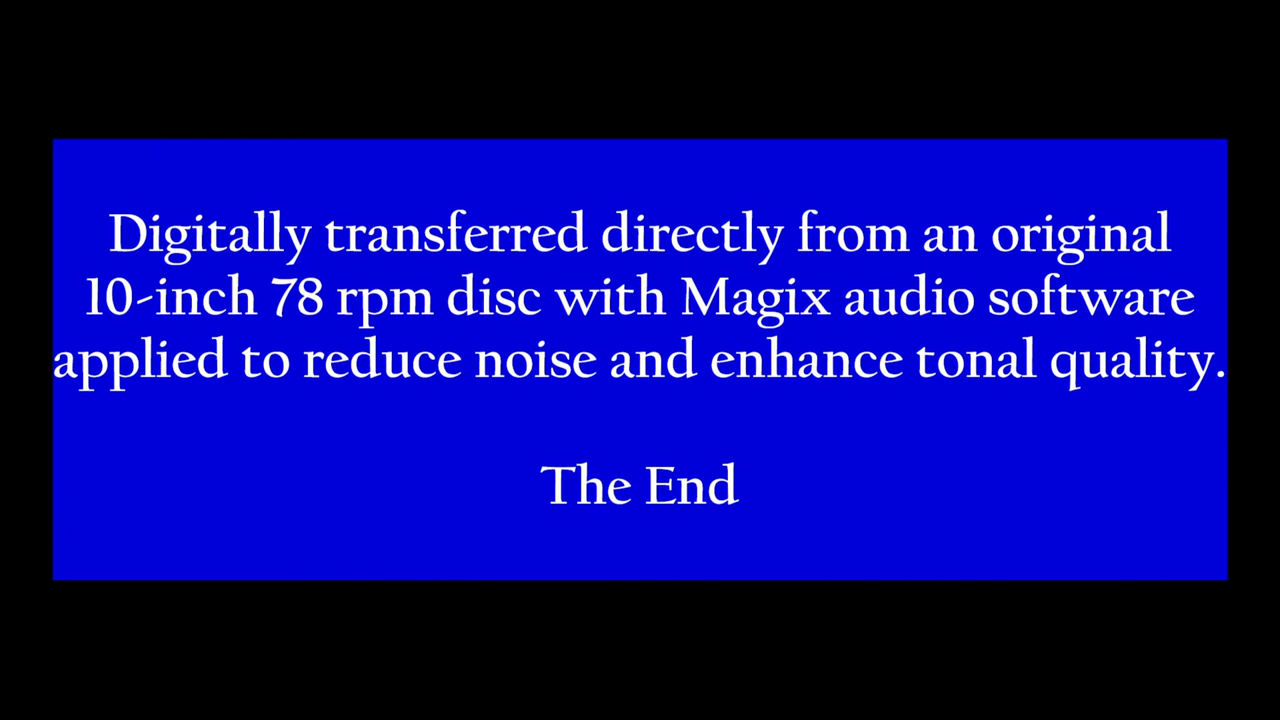 Digitally transferred directly from an original
10-inch 78 rpm disc with Magix audio software
applied to reduce noise and enhance tonal quality.
The End